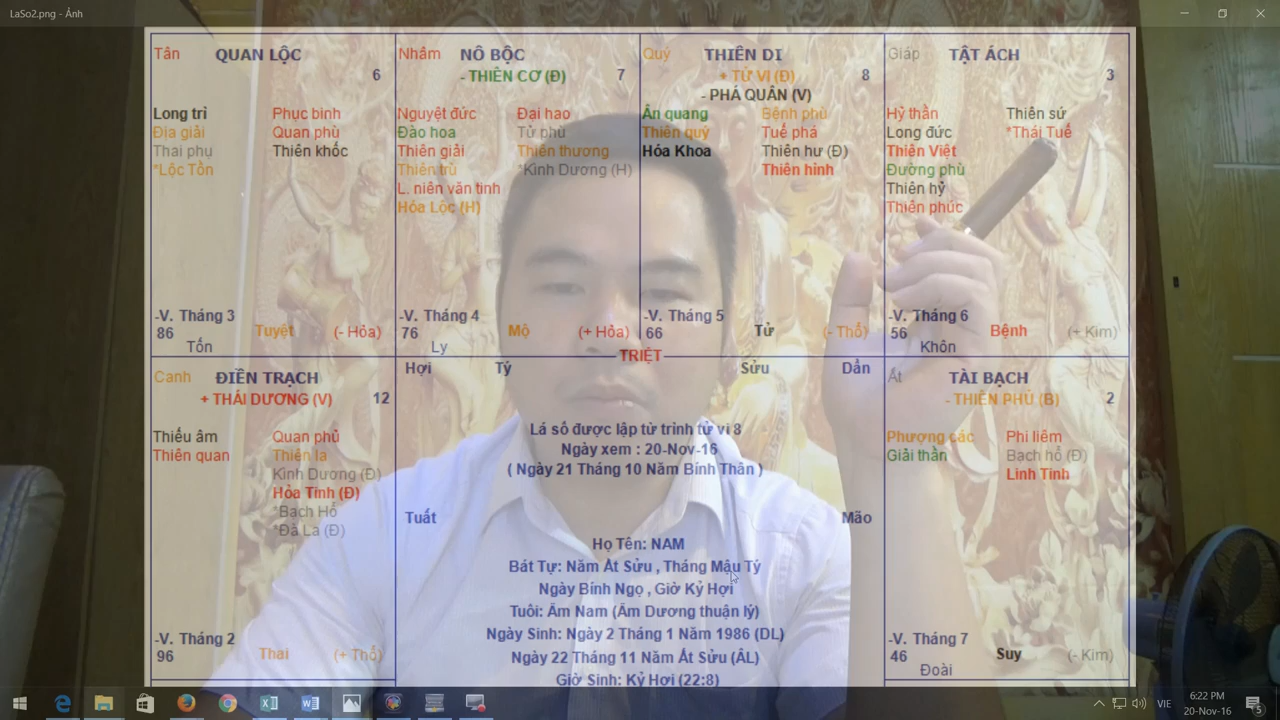 LaSo2.png - Ảnh
Tân QUAN LỘC
6
Long trì Phục binh
Địa giải Quan phù
Thai phụ Thiên khốc
*Lộc Tồn
-V. Tháng 3
86 Tuyệt (- Hỏa)
Tốn
Nhâm NÔ BỘC
- THIÊN CƠ (Đ) 7
Nguyệt đức Đại hao
Đào hoa Tử phù
Thiên giải Thiên thương
Thiên trù *Kình Dương (H)
L. niên văn tinh
Hóa Lộc (H)
-V. Tháng 4
76 Mộ (+ Hỏa)
Ly
Quý THIÊN DI
+ TỬ VI (Đ) 8
- PHÁ QUÂN (V)
Ân quang Bệnh phù
Thiên quý Tuế phá
Hóa Khoa Thiên hư (Đ)
Thiên hình
-V. Tháng 5
66 Tử (- Thổ)
Giáp TẬT ÁCH
3
Hỷ thần Thiên sứ
Long đức *Thái Tuế
Thiên Việt
Đường phù
Thiên hỷ
Thiên phúc
-V. Tháng 6
56 Bệnh (+ Kim)
Khôn
TRIỆT
Canh ĐIỀN TRẠCH
+ THÁI DƯƠNG (V) 12
Thiếu âm Quan phủ
Thiên quan Thiên la
Kình Dương (Đ)
Hỏa Tinh (Đ)
*Bạch Hổ
*Đà La (Đ)
-V. Tháng 2
96 Thai (+ Thổ)
Hợi Tý Sửu Dần
Lá số được lập từ trình tử vi 8
Ngày xem : 20-Nov-16
( Ngày 21 Tháng 10 Năm Bính Thân )
Tuất Mão
Họ Tên: NAM
Bát Tự: Năm Ất Sửu , Tháng Mậu Tý
Ngày Bính Ngọ , Giờ Kỷ Hợi
Tuổi: Âm Nam (Âm Dương thuận lý)
Ngày Sinh: Ngày 2 Tháng 1 Năm 1986 (DL)
Ngày 22 Tháng 11 Năm Ất Sửu (ÂL)
Giờ Sinh: Kỷ Hợi (22:8)
Ất TÀI BẠCH
- THIÊN PHỦ (B) 2
Phượng các Phi liêm
Giải thần Bạch hổ (Đ)
Linh Tinh
-V. Tháng 7
46 Suy (- Kim)
Đoài
VIE
6:22 PM
20-Nov-16
5